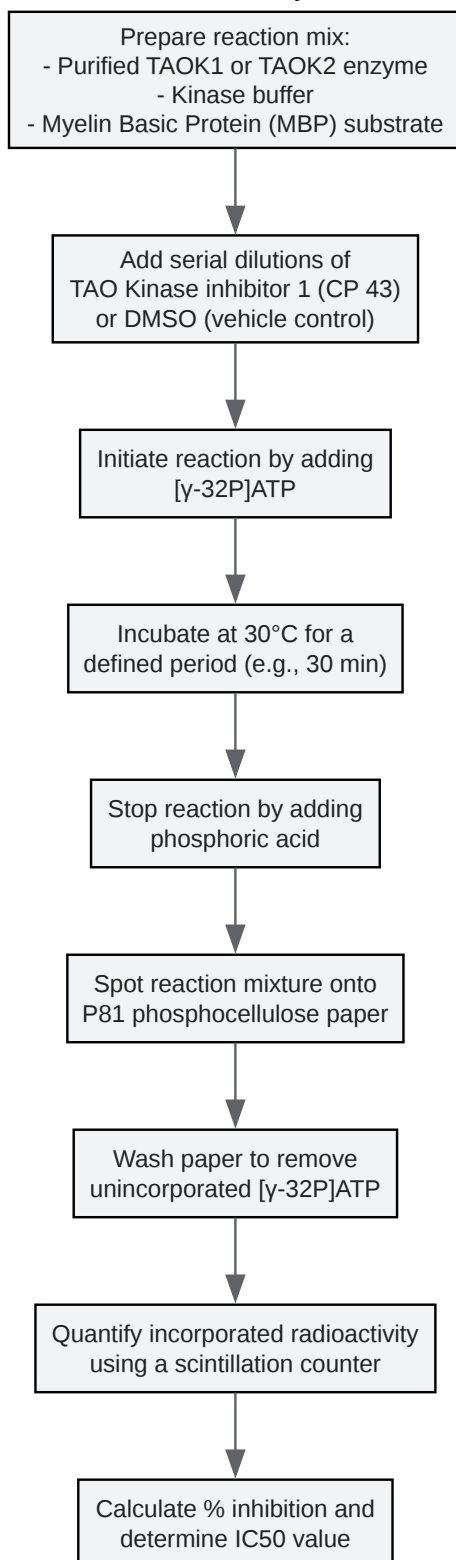 Prepare reaction mix:
- Purified TAOK1 or TAOK2 enzyme
- Kinase buffer
- Myelin Basic Protein (MBP) substrate
Add serial dilutions of
TAO Kinase inhibitor 1 (CP 43)
or DMSO (vehicle control)
Initiate reaction by adding
[γ-32P]ATP
Incubate at 30°C for a
defined period (e.g., 30 min)
Stop reaction by adding
phosphoric acid
Spot reaction mixture onto
P81 phosphocellulose paper
Wash paper to remove
unincorporated [γ-32P]ATP
Quantify incorporated radioactivity
using a scintillation counter
Calculate % inhibition and
determine IC50 value